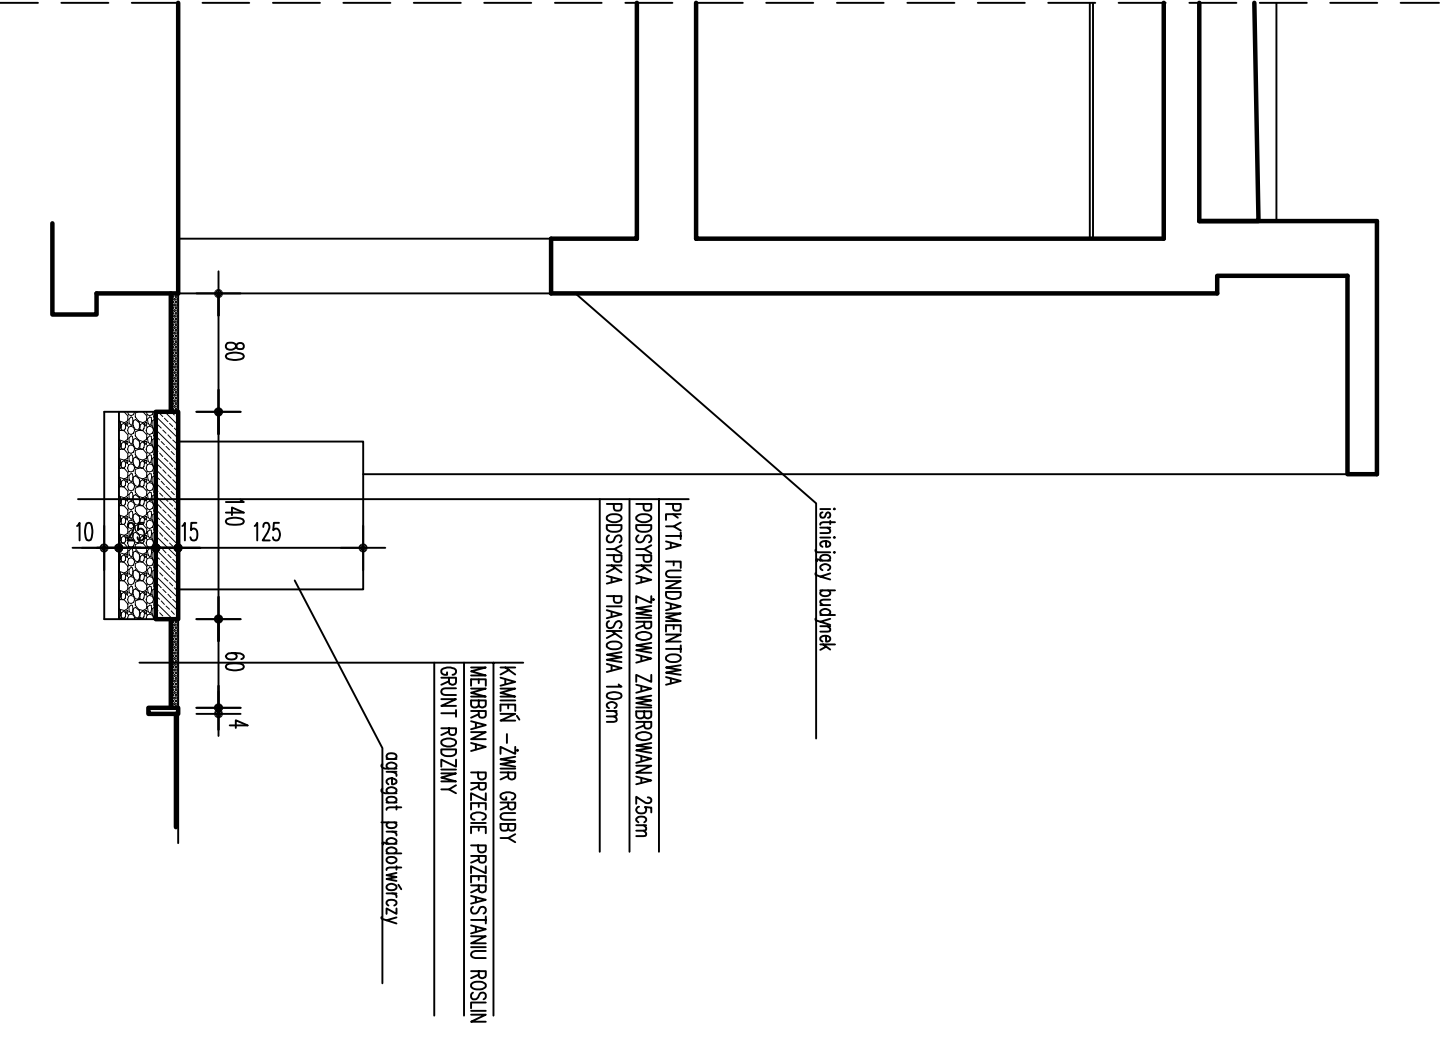 istniejący budynek
PŁYTA FUNDAMENTOWA
PODSYPKA ŻWIROWA ZAWIBROWANA 25cm
PODSYPKA PIASKOWA 10cm
KAMIEŃ -ŻWIR GRUBY
MEMBRANA PRZECIE PRZERASTANIU ROSLIN
GRUNT RODZIMY
agregat prądotwórczy
80
140
60
4
10
25
15
125